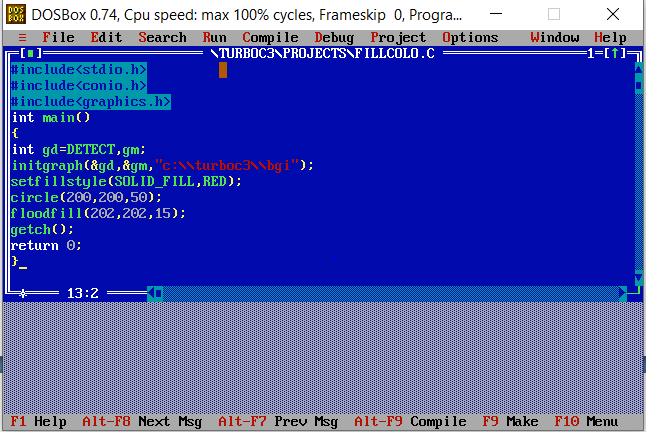 DOSBox 0.74, Cpu speed: max 100% cycles, Frameskip 0, Progra...
≡ File Edit Search Run Compile Debug Project Options Window Help
[■] \TURBOC3\PROJECTS\FILLCOLO.C 1=[↑]
#include<stdio.h>
#include<conio.h>
#include<graphics.h>
int main()
{
int gd=DETECT,gm;
initgraph(&gd,&gm,"c:\\turboc3\\bgi");
setfillstyle(SOLID_FILL,RED);
circle(200,200,50);
floodfill(202,202,15);
getch();
return 0;
}
13:2
F1 Help Alt-F8 Next Msg Alt-F7 Prev Msg Alt-F9 Compile F9 Make F10 Menu